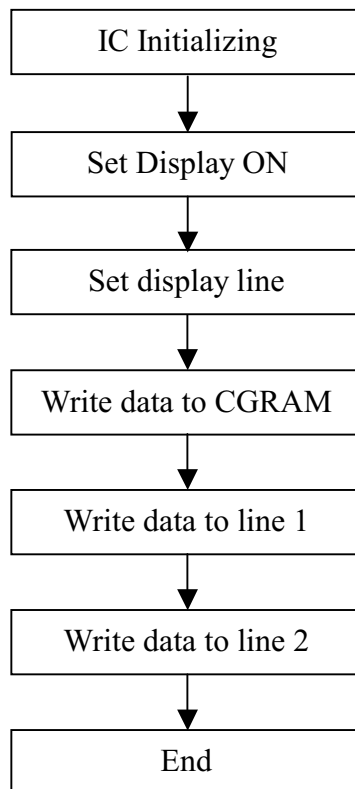 IC Initializing
Set Display ON
Set display line
Write data to CGRAM
Write data to line 1
Write data to line 2
End